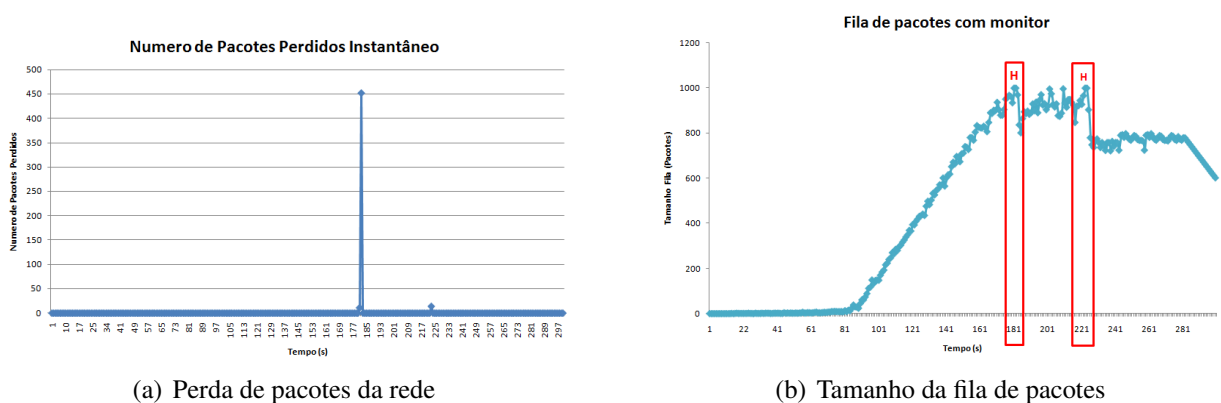 Numero de Pacotes Perdidos Instantâneo
Numero de Pacotes Perdidos
500
450
400
350
300
250
200
150
100
50
0
1 10 17 25 34 41 49 57 65 73 81 89 97 105 113 121 129 137 145 153 161 169 177 185 193 201 209 217 225 233 241 249 257 265 273 281 289 297
Tempo (s)
(a) Perda de pacotes da rede
Fila de pacotes com monitor
Tamanho Fila (Pacotes)
1200
1000
800
600
400
200
0
H H
1 22 41 61 81 101 121 141 161 181 201 221 241 261 281
Tempo (s)
(b) Tamanho da fila de pacotes